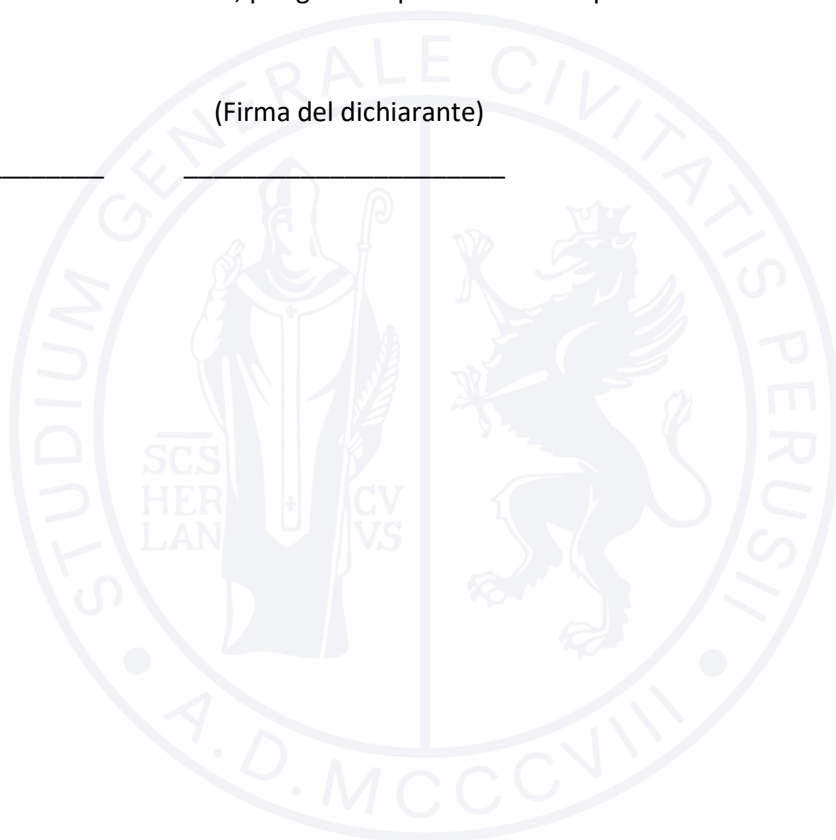 (Firma del dichiarante)
STUDIUM GENERALE CIVITATIS PERUSII
SCS
HER
LAN
CV
VS
• A.D. MCCCVIII •